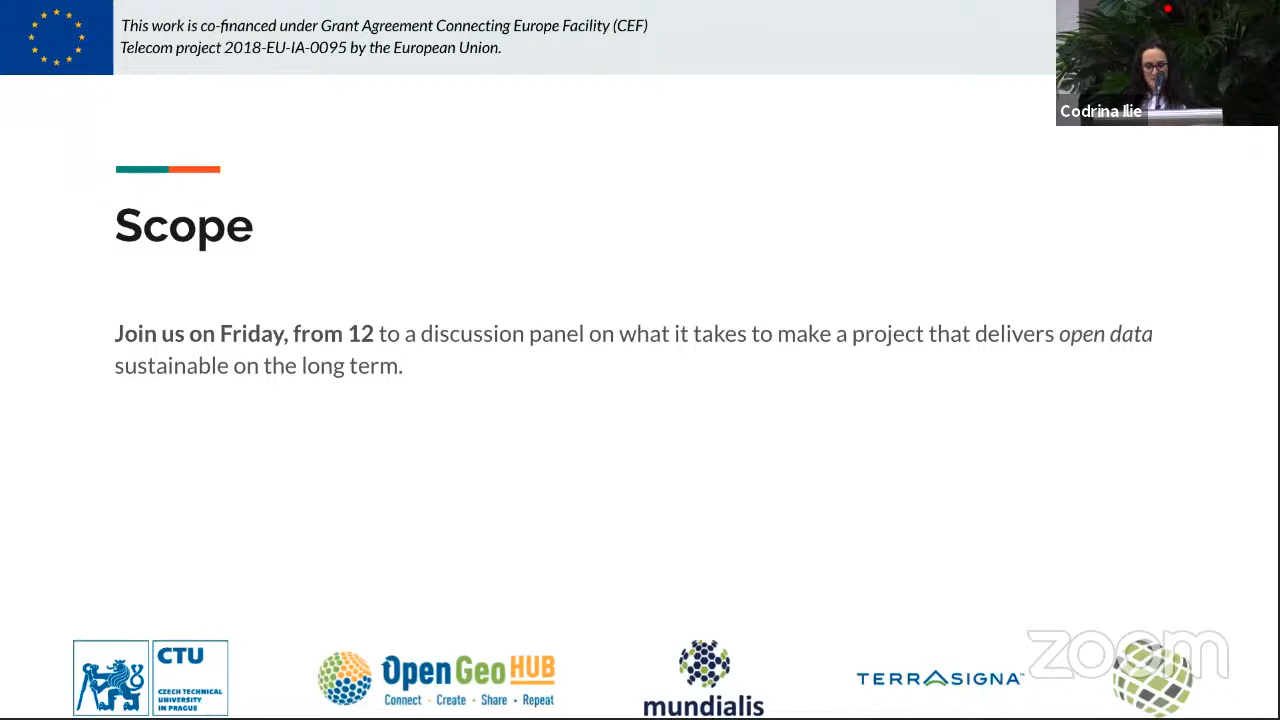 This work is co-financed under Grant Agreement Connecting Europe Facility (CEF)
Telecom project 2018-EU-IA-0095 by the European Union.
Codrina Ilie
Scope
Join us on Friday, from 12 to a discussion panel on what it takes to make a project that delivers open data
sustainable on the long term.
CTU
CZECH TECHNICAL
UNIVERSITY
IN PRAGUE
OpenGeoHUB
Connect - Create - Share - Repeat
mundialis
TERRASIGNA™
zoom